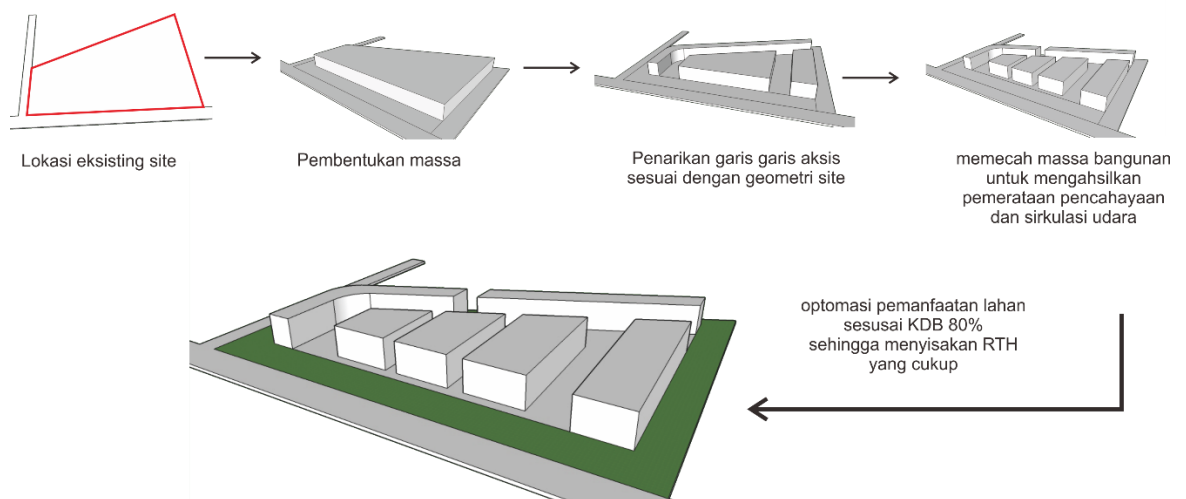 Lokasi eksisting site
Pembentukan massa
Penarikan garis garis aksis
sesuai dengan geometri site
memecah massa bangunan
untuk mengahsilkan
pemerataan pencahayaan
dan sirkulasi udara
optomasi pemanfaatan lahan
sesusai KDB 80%
sehingga menyisakan RTH
yang cukup